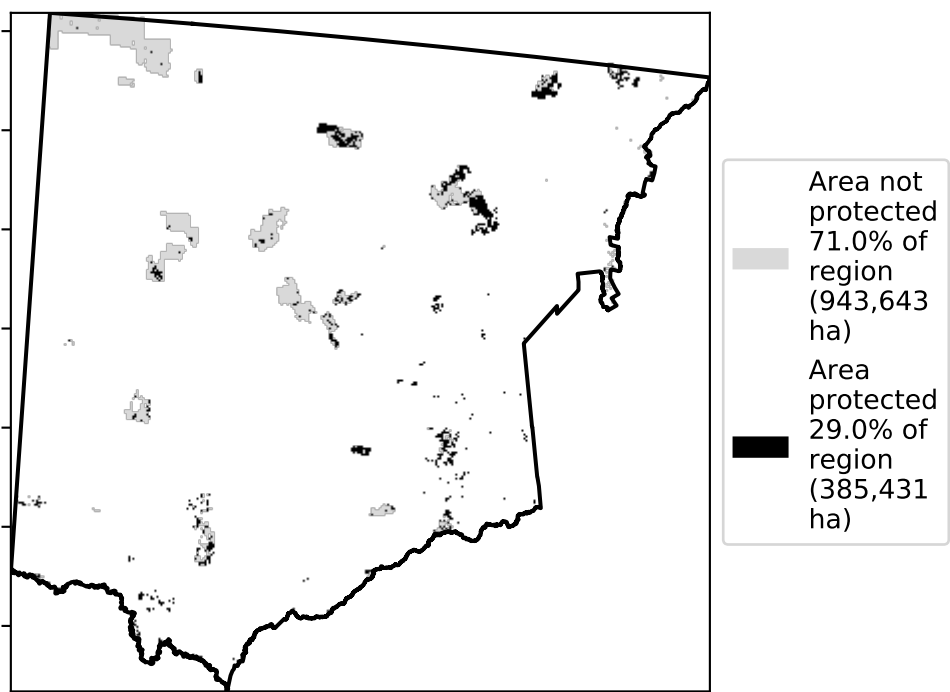 Area not
protected
71.0% of
region
(943,643
ha)
Area
protected
29.0% of
region
(385,431
ha)